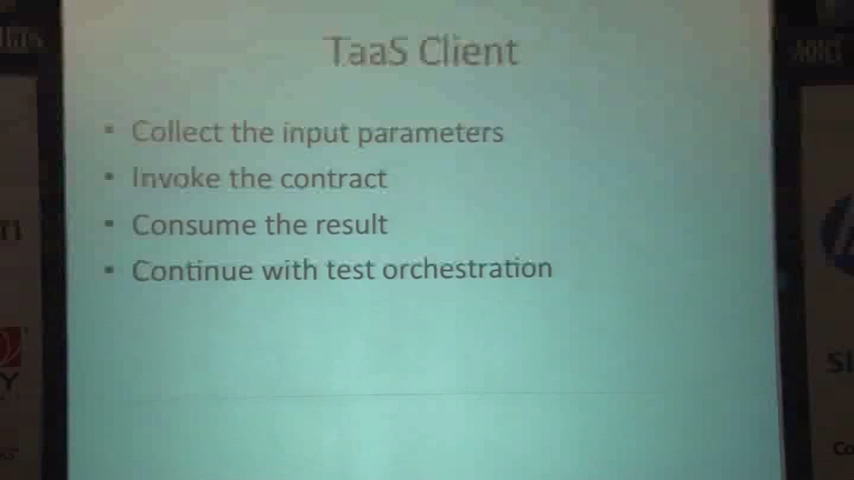 TaaS Client
▪ Collect the input parameters
▪ Invoke the contract
▪ Consume the result
▪ Continue with test orchestration